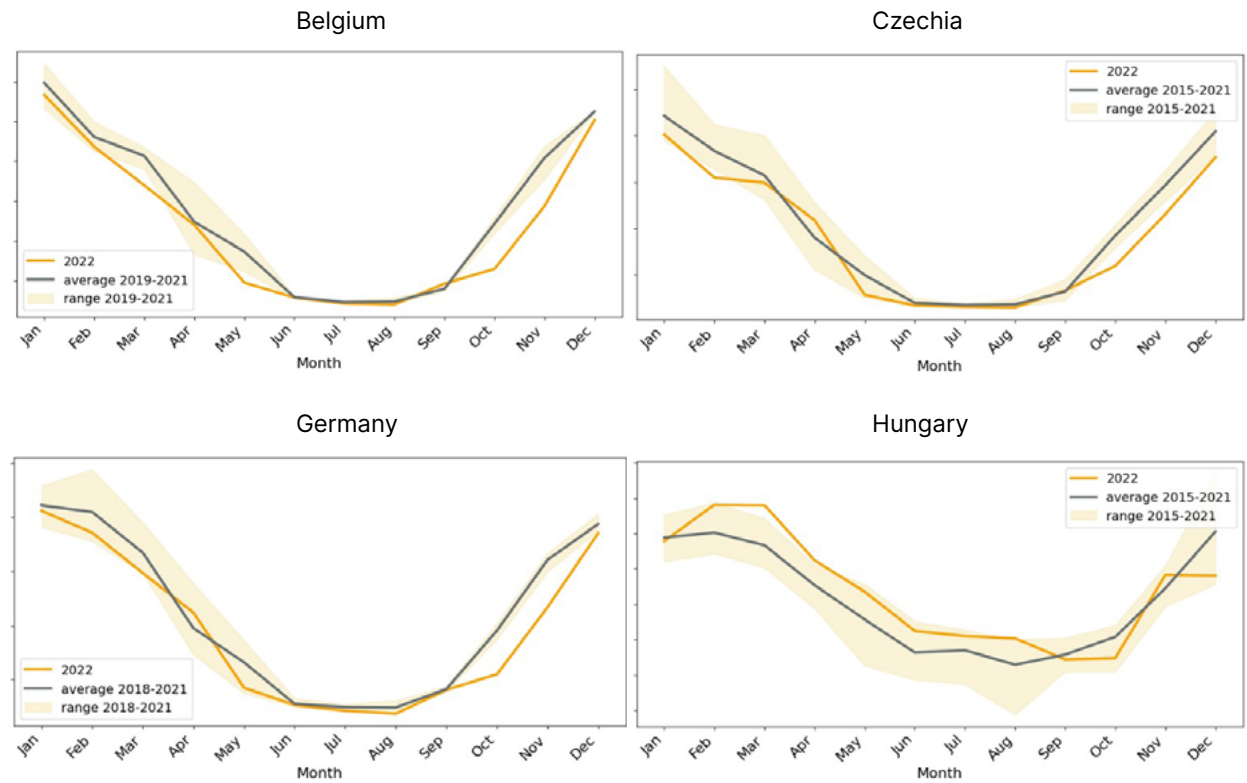 Belgium
2022
average 2019-2021
range 2019-2021
Jan Feb Mar Apr May Jun Jul Aug Sep Oct Nov Dec
Month
Czechia
2022
average 2015-2021
range 2015-2021
Jan Feb Mar Apr May Jun Jul Aug Sep Oct Nov Dec
Month
Germany
2022
average 2018-2021
range 2018-2021
Jan Feb Mar Apr May Jun Jul Aug Sep Oct Nov Dec
Month
Hungary
2022
average 2015-2021
range 2015-2021
Jan Feb Mar Apr May Jun Jul Aug Sep Oct Nov Dec
Month